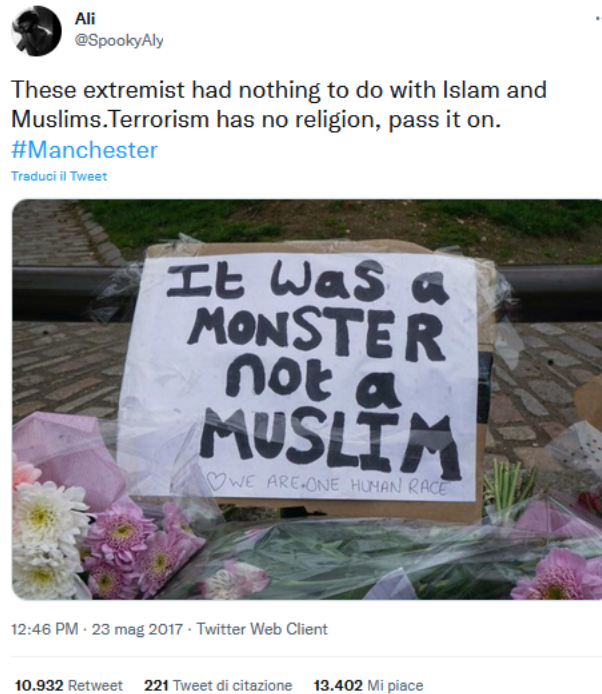 Ali
@SpookyAly
These extremist had nothing to do with Islam and
Muslims.Terrorism has no religion, pass it on.
#Manchester
Traduci il Tweet
It was a
MONSTER
not a
MUSLIM
♡WE ARE ONE HUMAN RACE
12:46 PM · 23 mag 2017 · Twitter Web Client
10.932 Retweet 221 Tweet di citazione 13.402 Mi piace